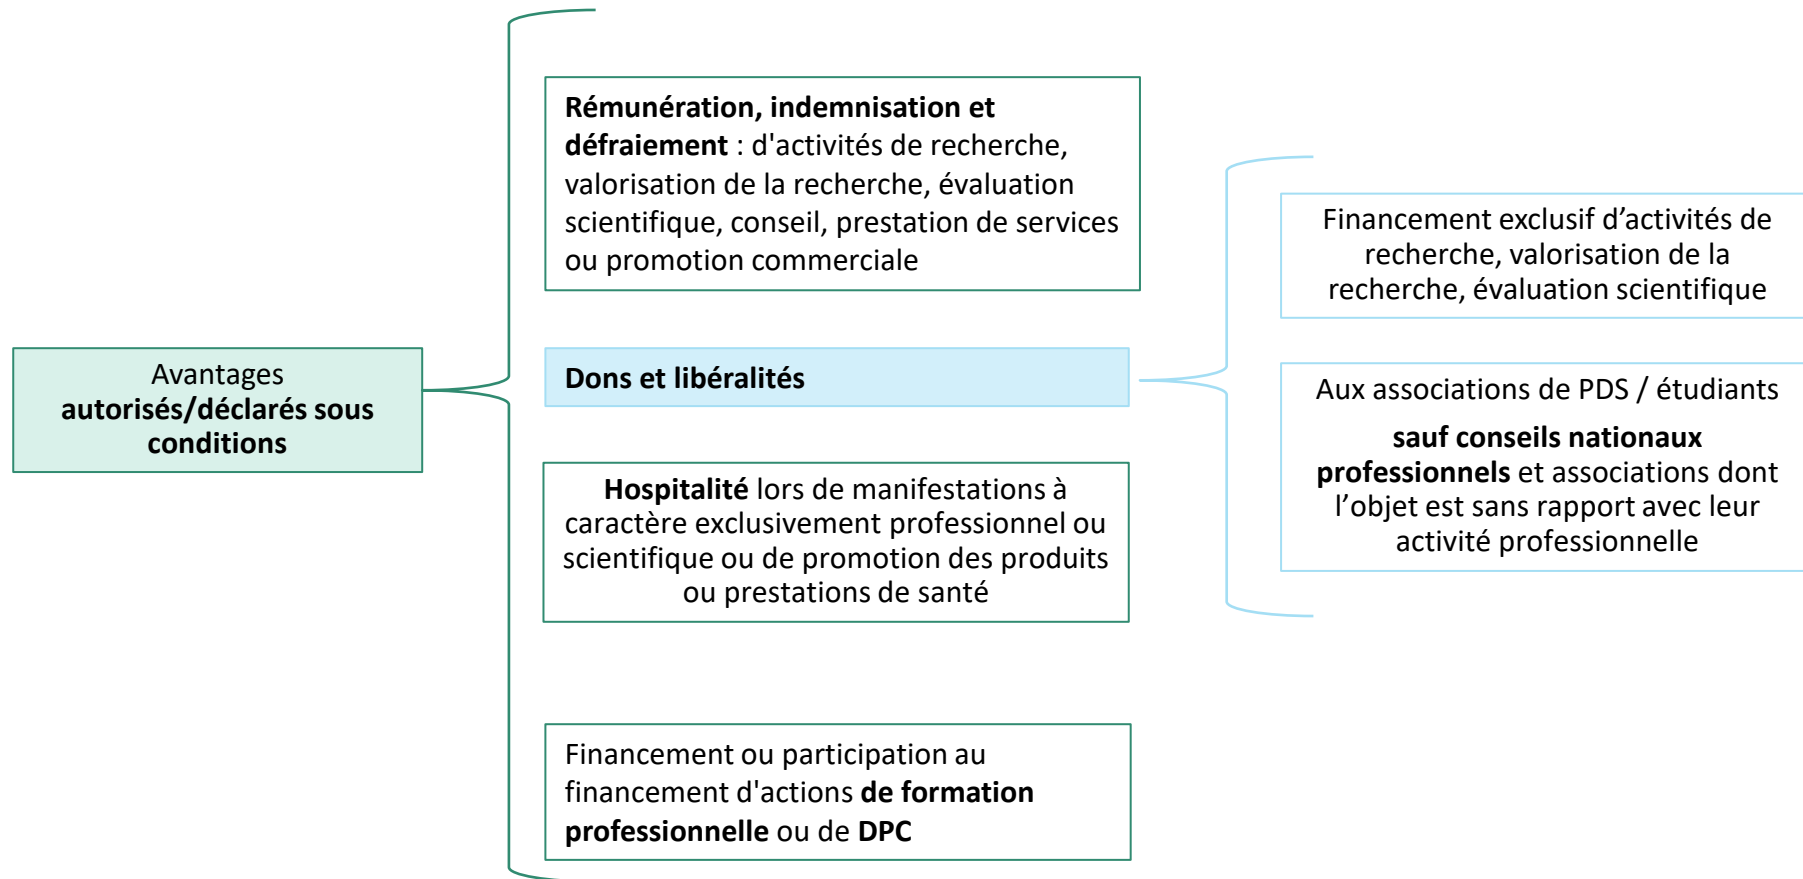 Avantages
autorisés/déclarés sous
conditions
Rémunération, indemnisation et
défraiement : d'activités de recherche,
valorisation de la recherche, évaluation
scientifique, conseil, prestation de services
ou promotion commerciale
Dons et libéralités
Hospitalité lors de manifestations à
caractère exclusivement professionnel ou
scientifique ou de promotion des produits
ou prestations de santé
Financement ou participation au
financement d'actions de formation
professionnelle ou de DPC
Financement exclusif d’activités de
recherche, valorisation de la
recherche, évaluation scientifique
Aux associations de PDS / étudiants
sauf conseils nationaux
professionnels et associations dont
l’objet est sans rapport avec leur
activité professionnelle